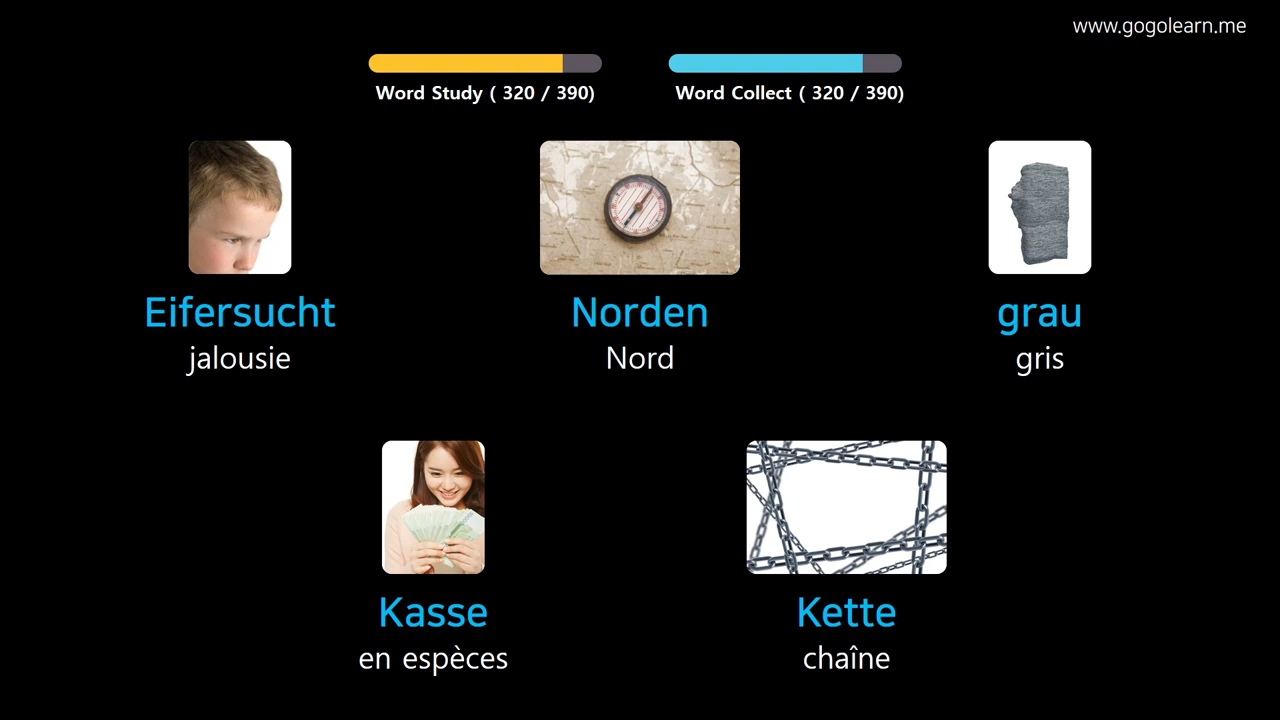 www.gogolearn.me
Word Study ( 320 / 390)
Word Collect ( 320 / 390)
Eifersucht
jalousie
Norden
Nord
grau
gris
Kasse
en espèces
Kette
chaîne